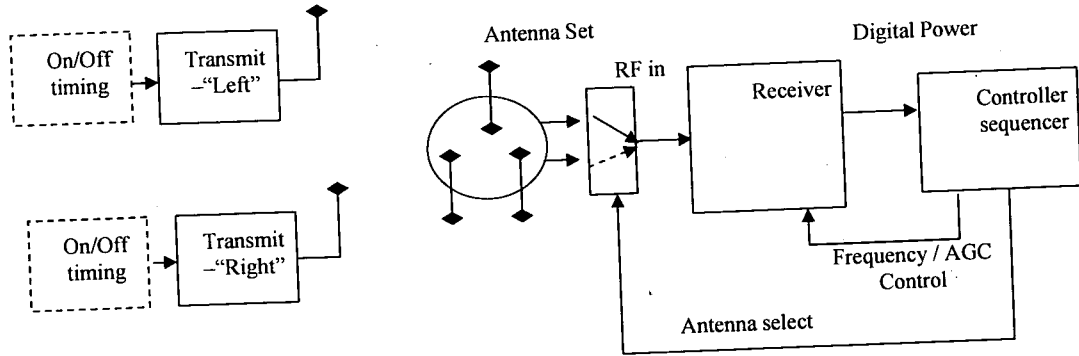 On/Off
timing
Transmit
–“Left”
On/Off
timing
Transmit
–“Right”
Antenna Set
RF in
Digital Power
Receiver
Controller
sequencer
Frequency / AGC
Control
Antenna select